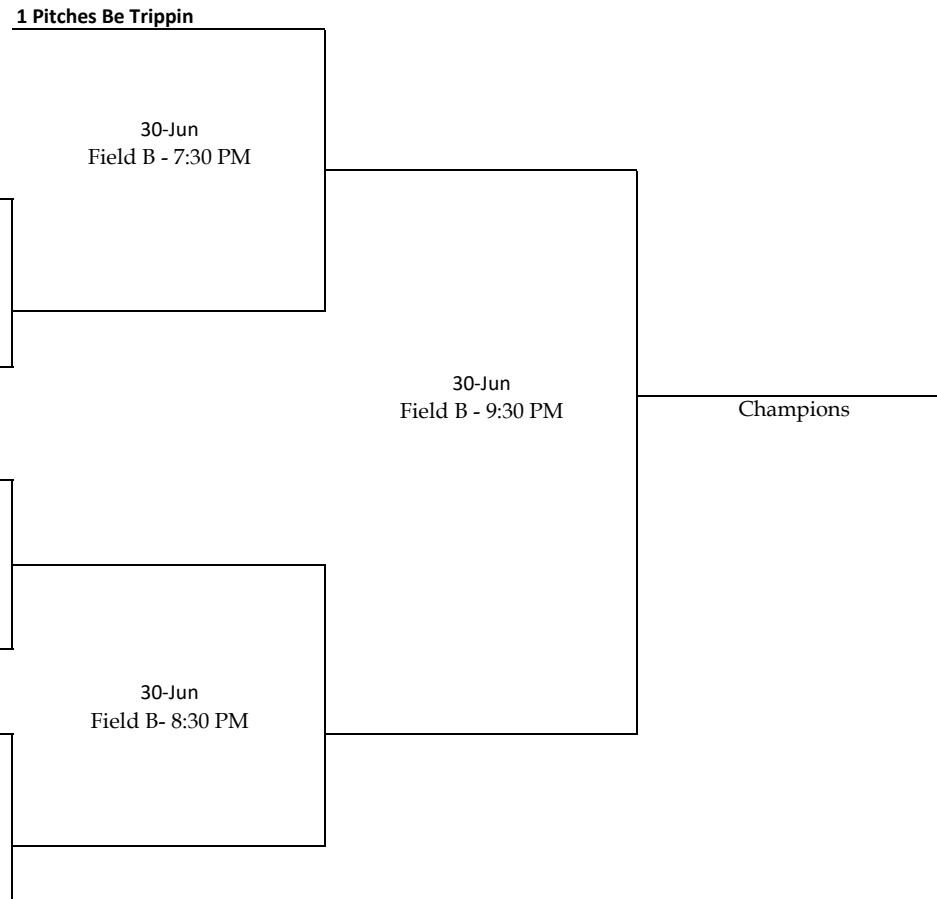 1 Pitches Be Trippin
30-Jun
Field B - 7:30 PM
30-Jun
Field B - 9:30 PM
Champions
30-Jun
Field B- 8:30 PM